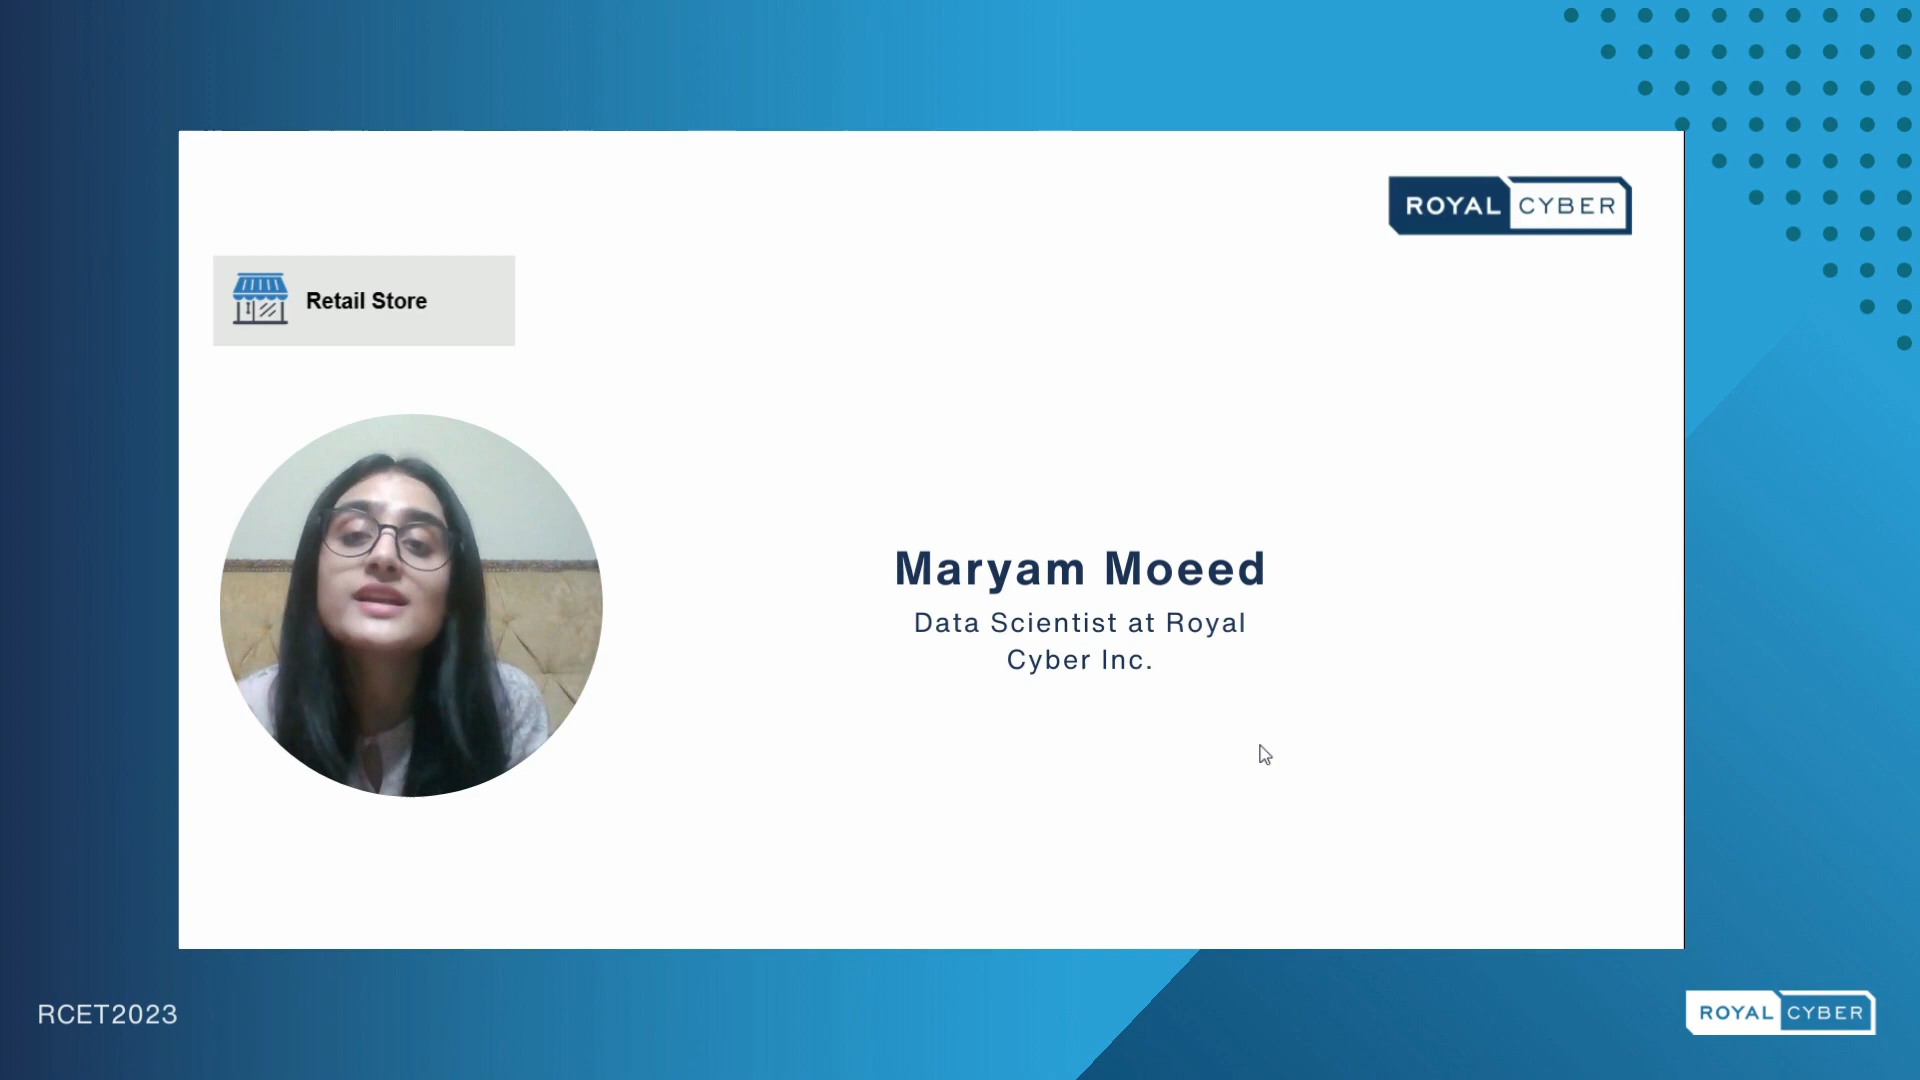 ROYAL CYBER
Retail Store
Maryam Moeed
Data Scientist at Royal
Cyber Inc.
RCET2023
ROYAL CYBER